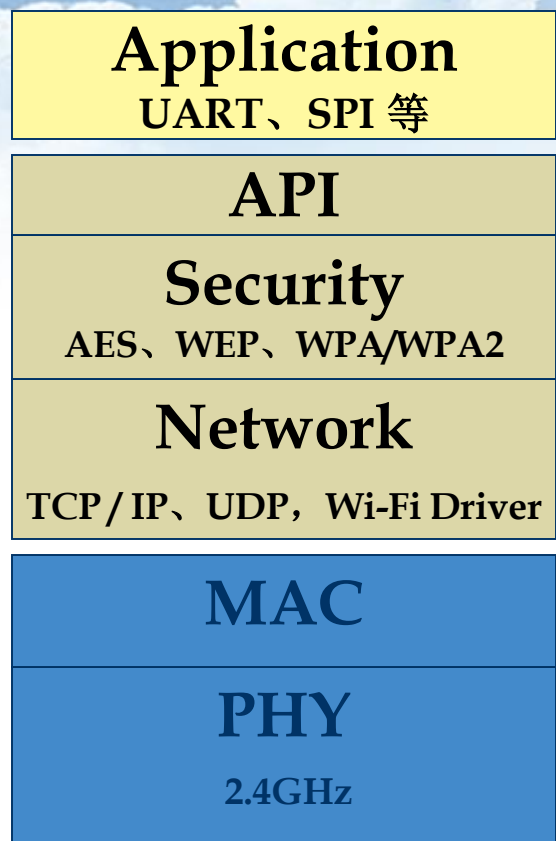 Application
UART、SPI 等
API
Security
AES、WEP、WPA/WPA2
Network
TCP / IP、UDP，Wi-Fi Driver
MAC
PHY
2.4GHz